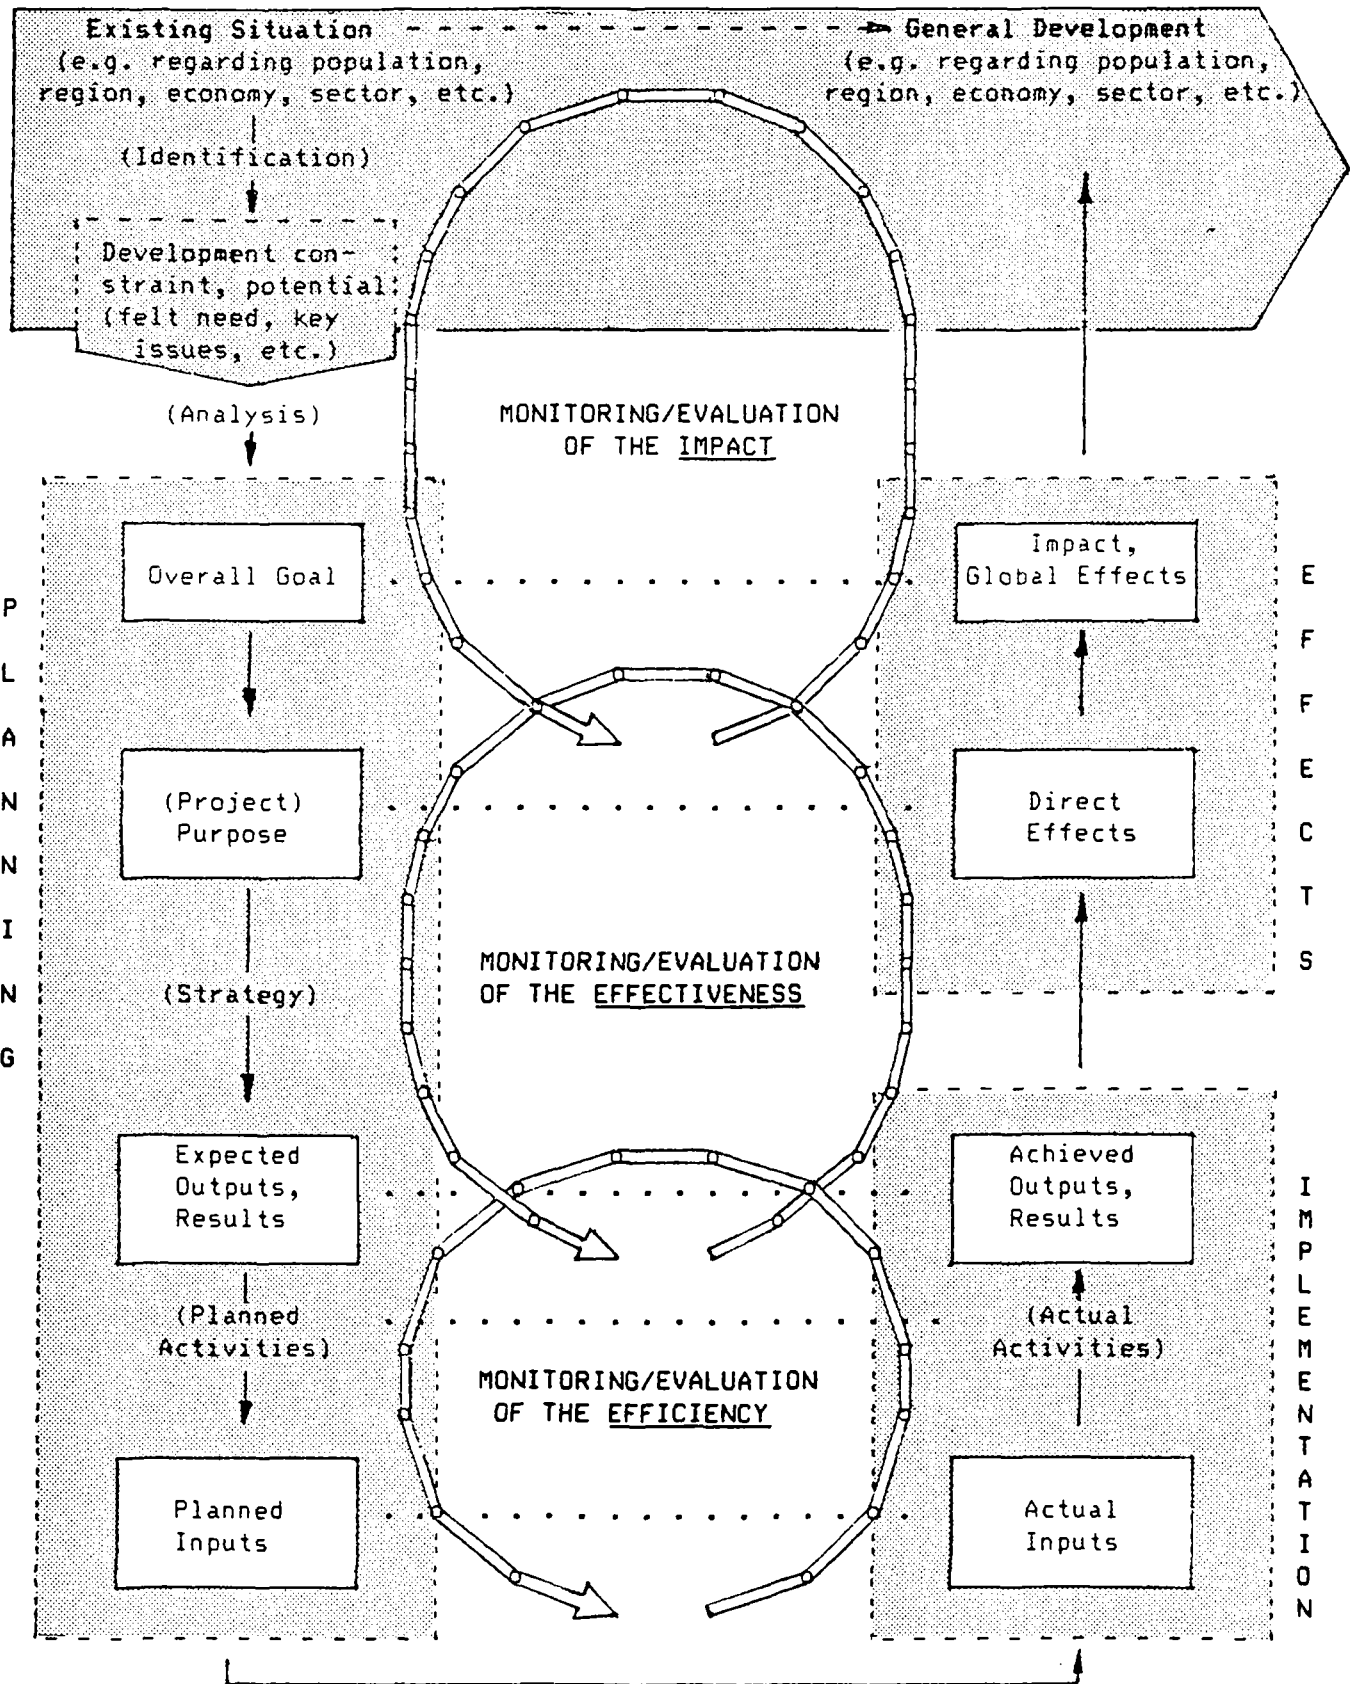 Existing Situation
(e.g. regarding population,
region, economy, sector, etc.)
General Development
(e.g. regarding population,
region, economy, sector, etc.)
(Identification)
Development con-
straint, potential
(felt need, key
issues, etc.)
(Analysis)
MONITORING/EVALUATION
OF THE IMPACT
PLANNING
Overall Goal
Impact,
Global Effects
EFFECTS
(Project)
Purpose
Direct
Effects
(Strategy)
MONITORING/EVALUATION
OF THE EFFECTIVENESS
Expected
Outputs,
Results
Achieved
Outputs,
Results
IMPLEMENTATION
(Planned
Activities)
(Actual
Activities)
MONITORING/EVALUATION
OF THE EFFICIENCY
Planned
Inputs
Actual
Inputs